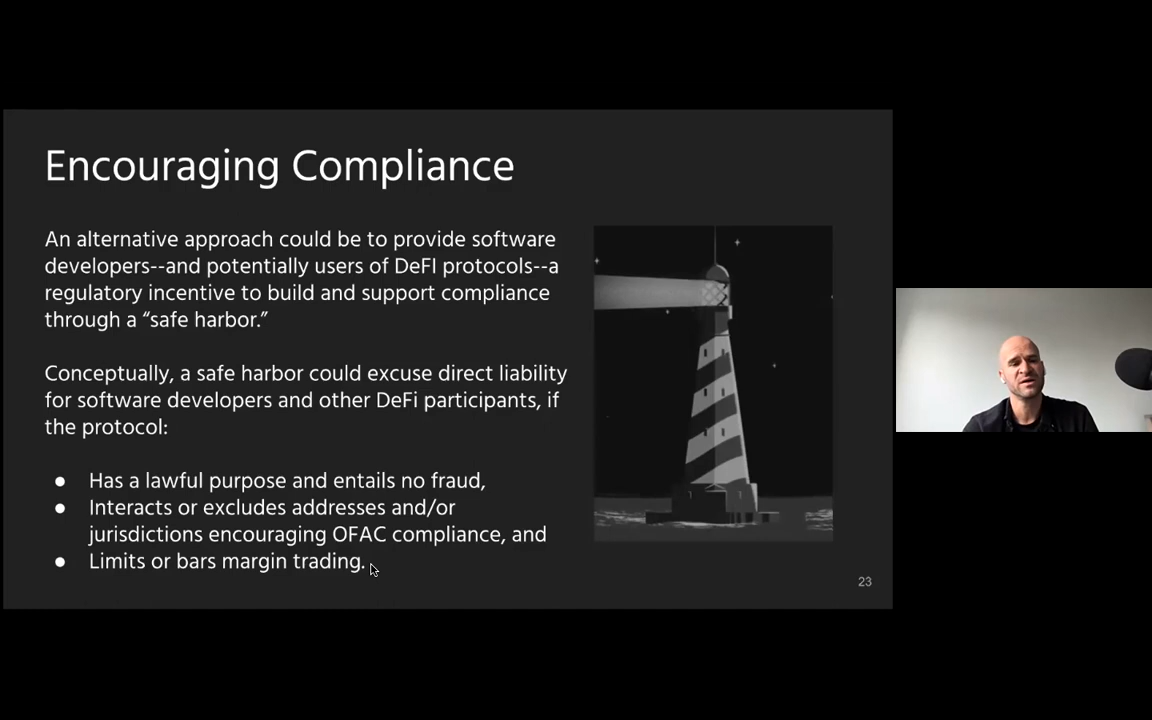 Encouraging Compliance
An alternative approach could be to provide software
developers--and potentially users of DeFI protocols--a
regulatory incentive to build and support compliance
through a “safe harbor.”
Conceptually, a safe harbor could excuse direct liability
for software developers and other DeFi participants, if
the protocol:
● Has a lawful purpose and entails no fraud,
● Interacts or excludes addresses and/or
jurisdictions encouraging OFAC compliance, and
● Limits or bars margin trading.
23